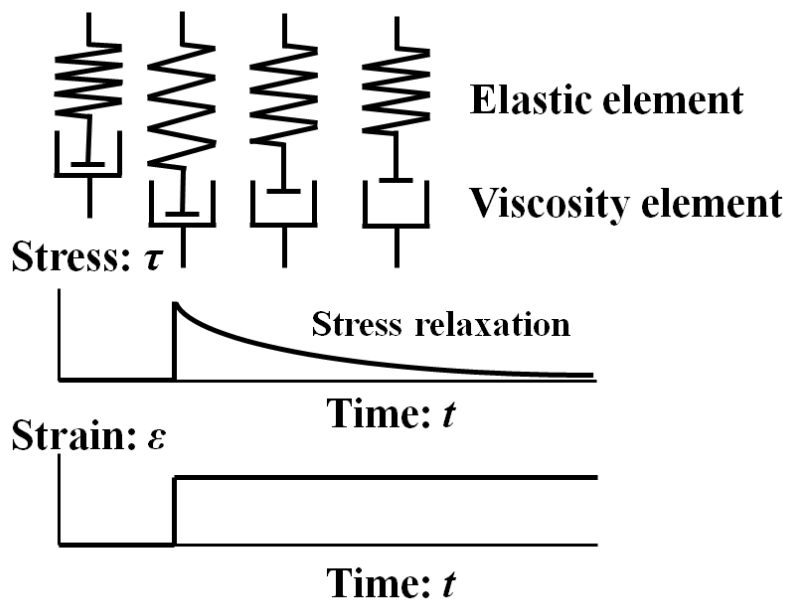 Elastic element
Viscosity element
Stress: τ
Stress relaxation
Time: t
Strain: ε
Time: t